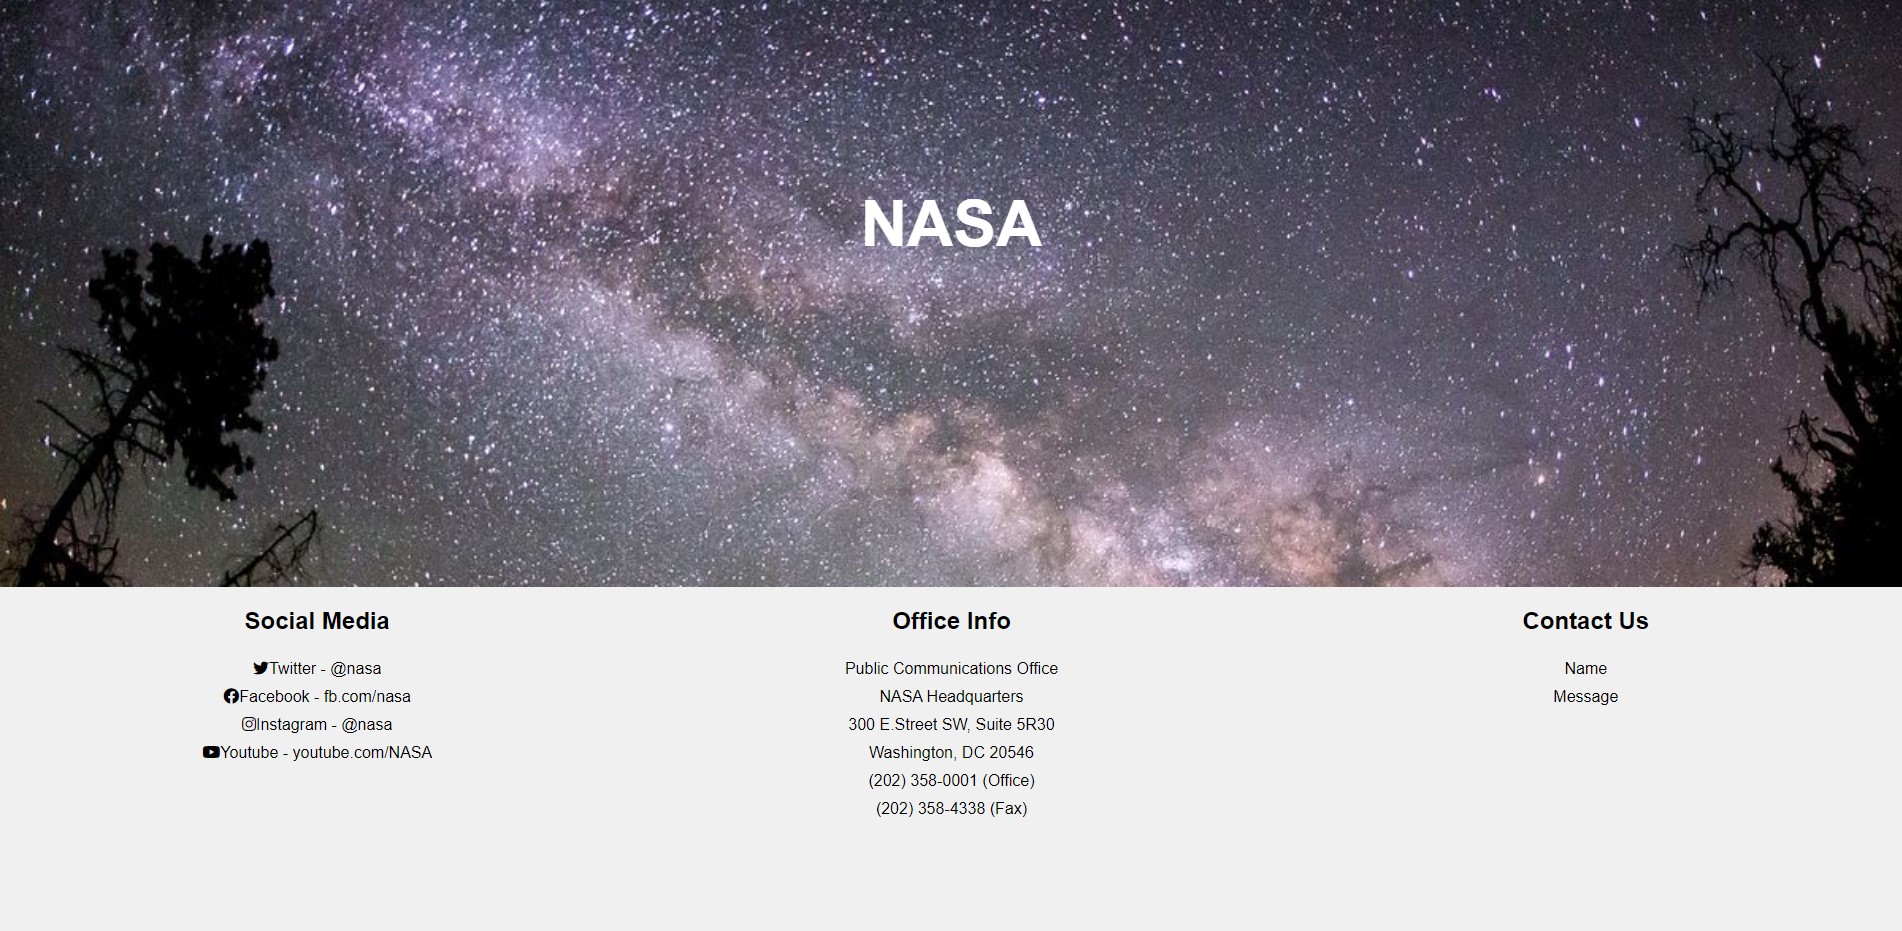 NASA
Social Media
Twitter - @nasa
Facebook - fb.com/nasa
Instagram - @nasa
Youtube - youtube.com/NASA
Office Info
Public Communications Office
NASA Headquarters
300 E.Street SW, Suite 5R30
Washington, DC 20546
(202) 358-0001 (Office)
(202) 358-4338 (Fax)
Contact Us
Name
Message